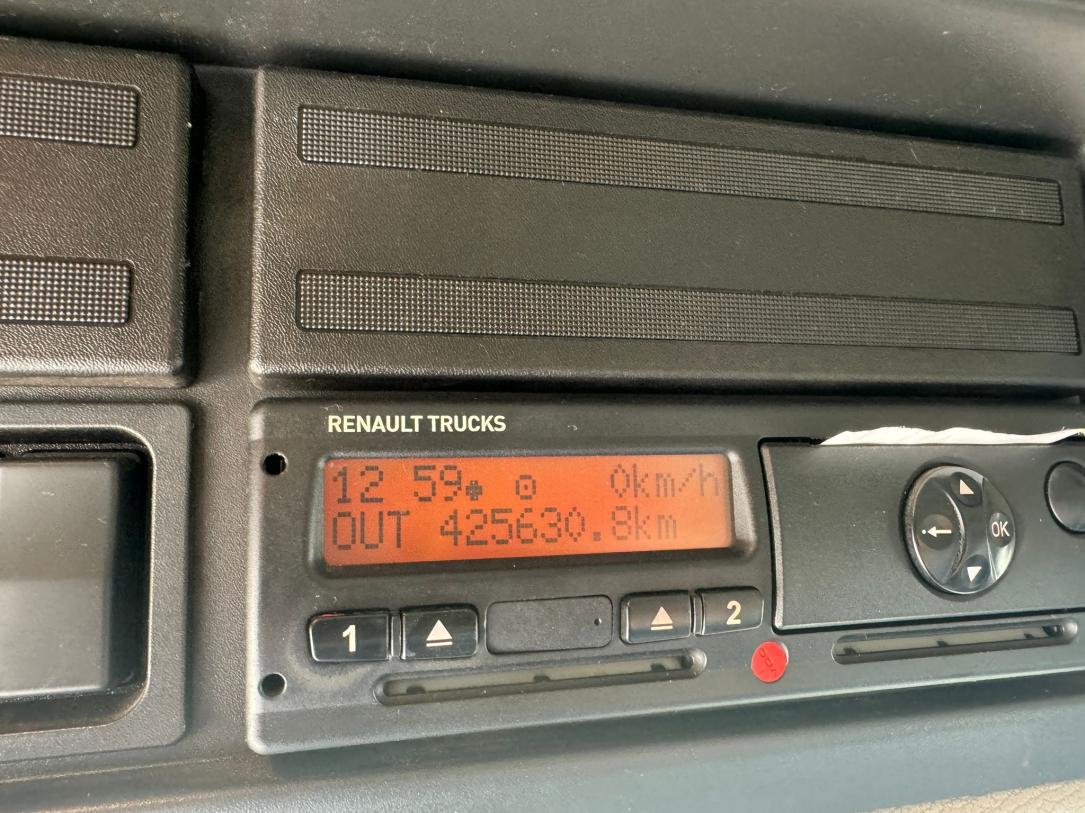 RENAULT TRUCKS
12 59 0km/h
OUT 425630.8km
1
2
OK